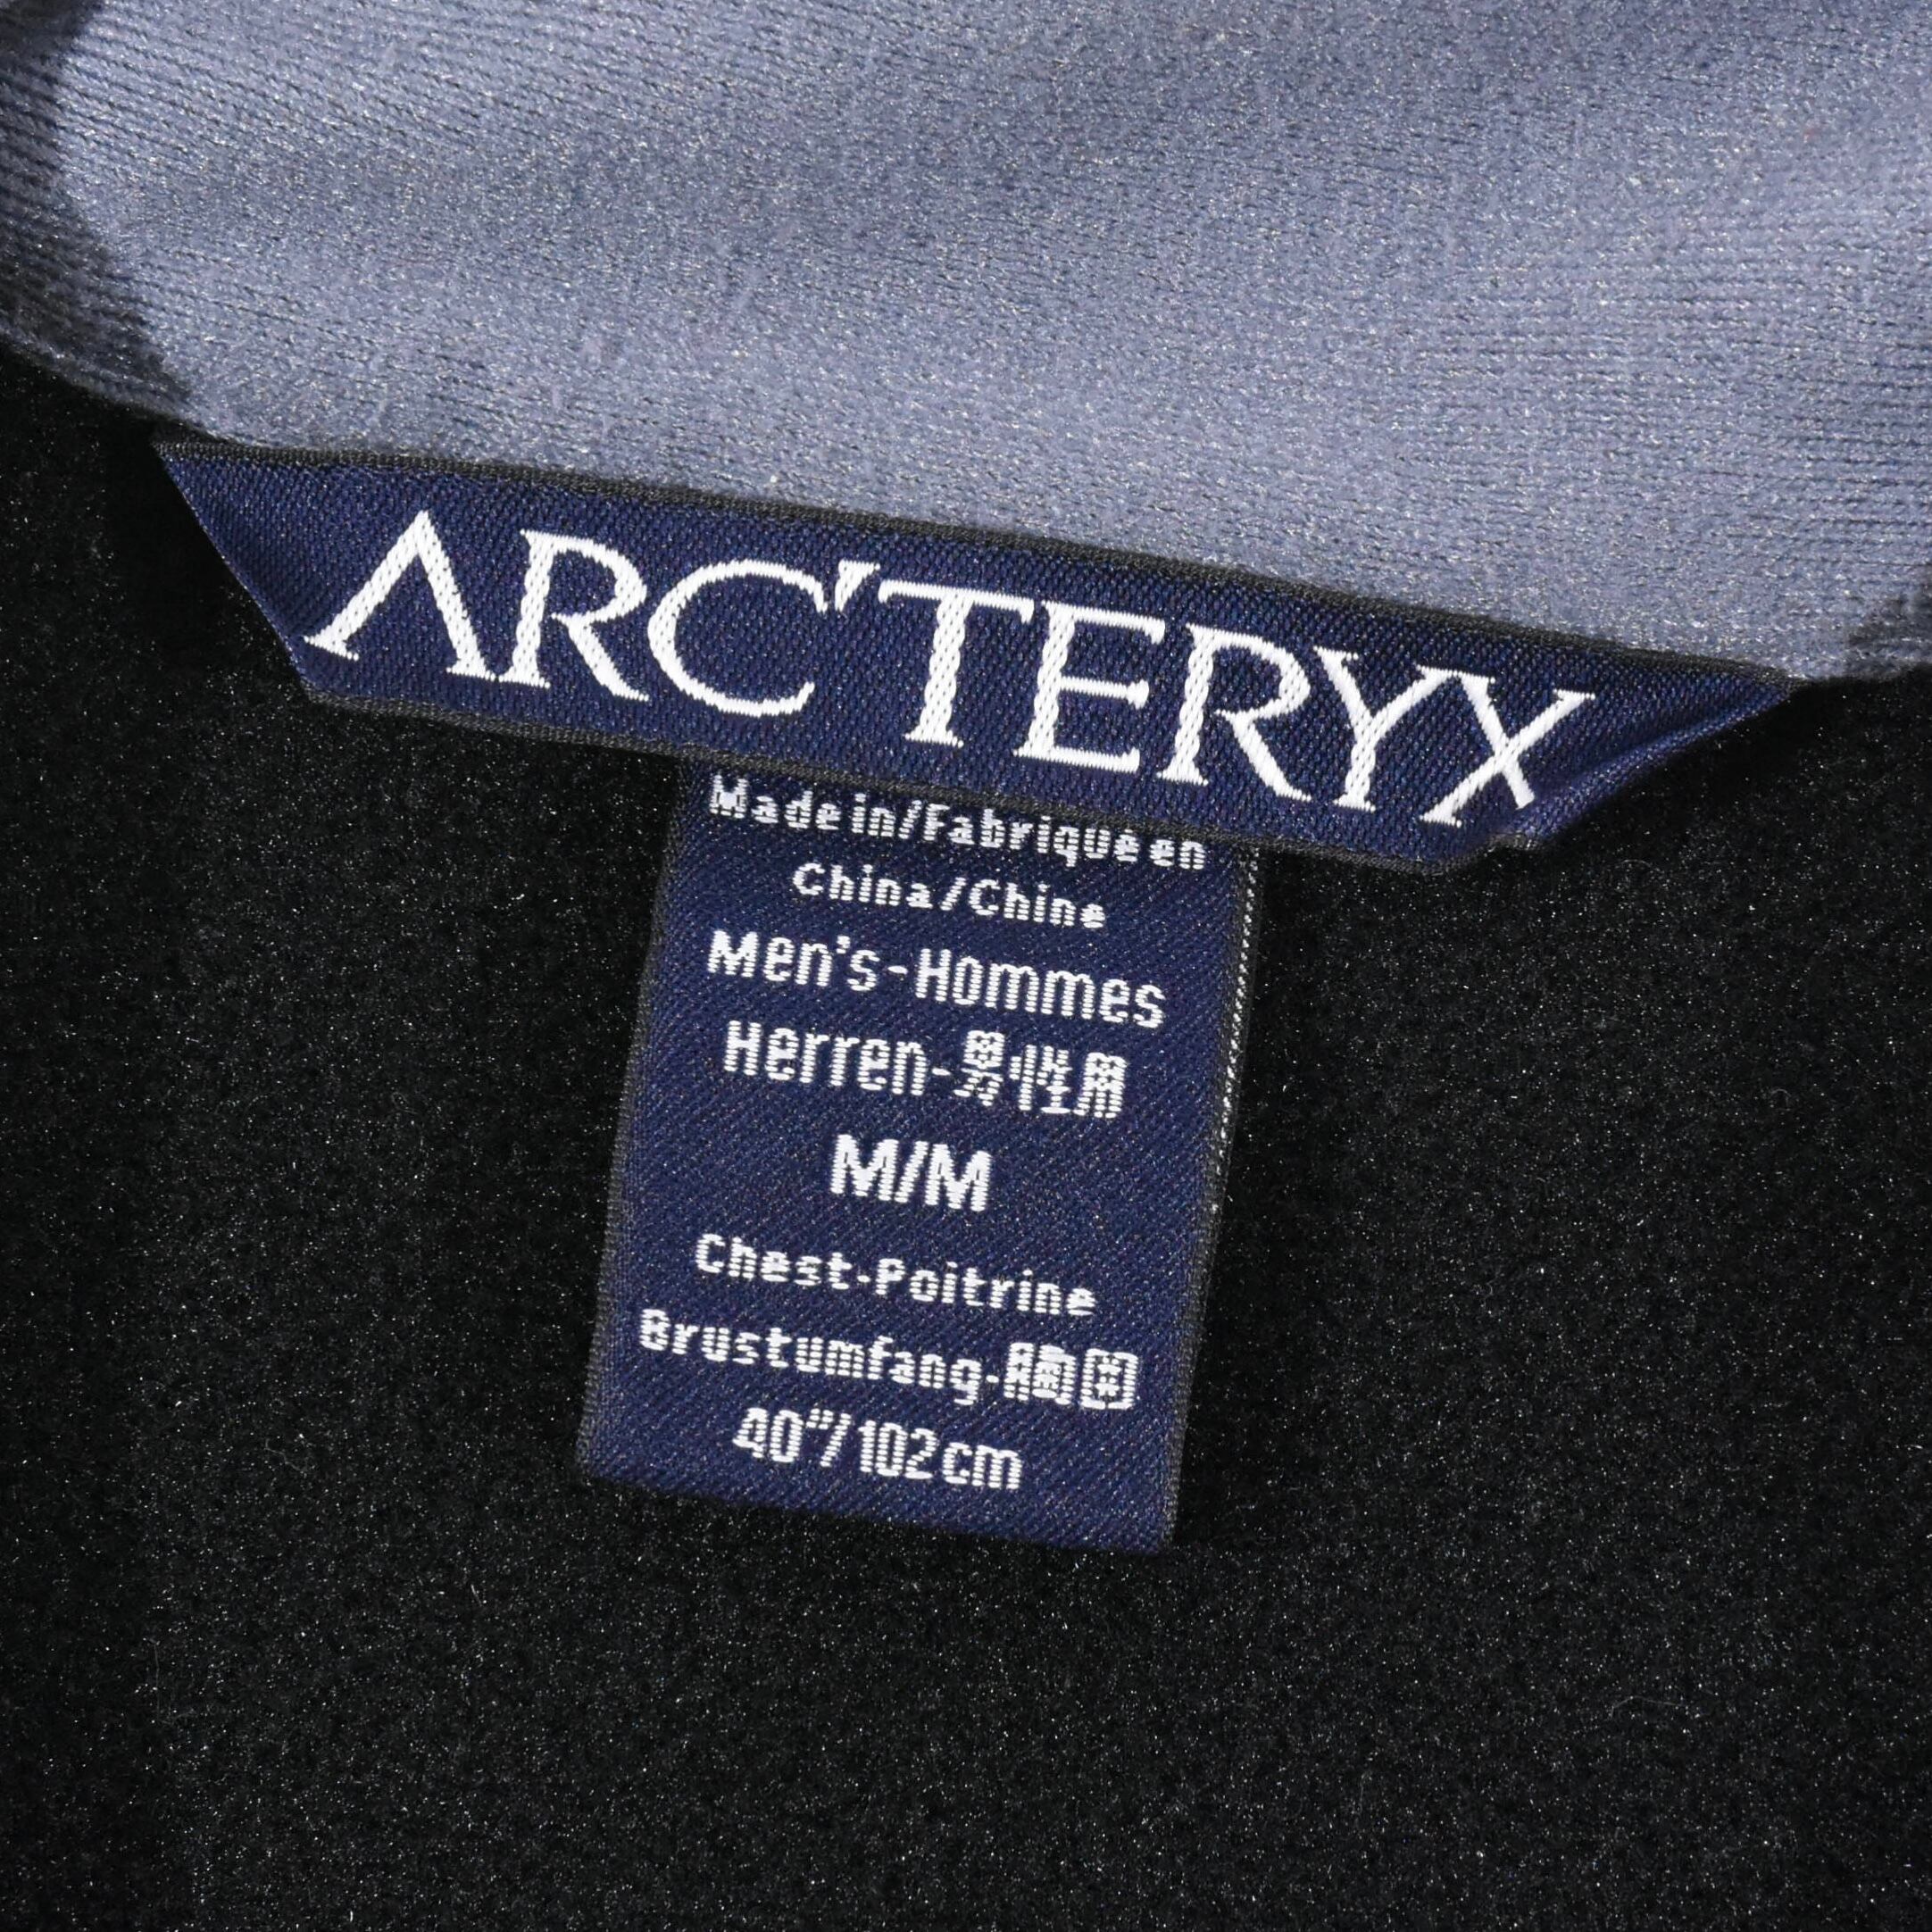 ARC'TERYX
Made in/Fabrique en
China/Chine
Men's-Hommes
Herren-男性用
M/M
Chest-Poitrine
Brustumfang-胸囲
40"/102cm